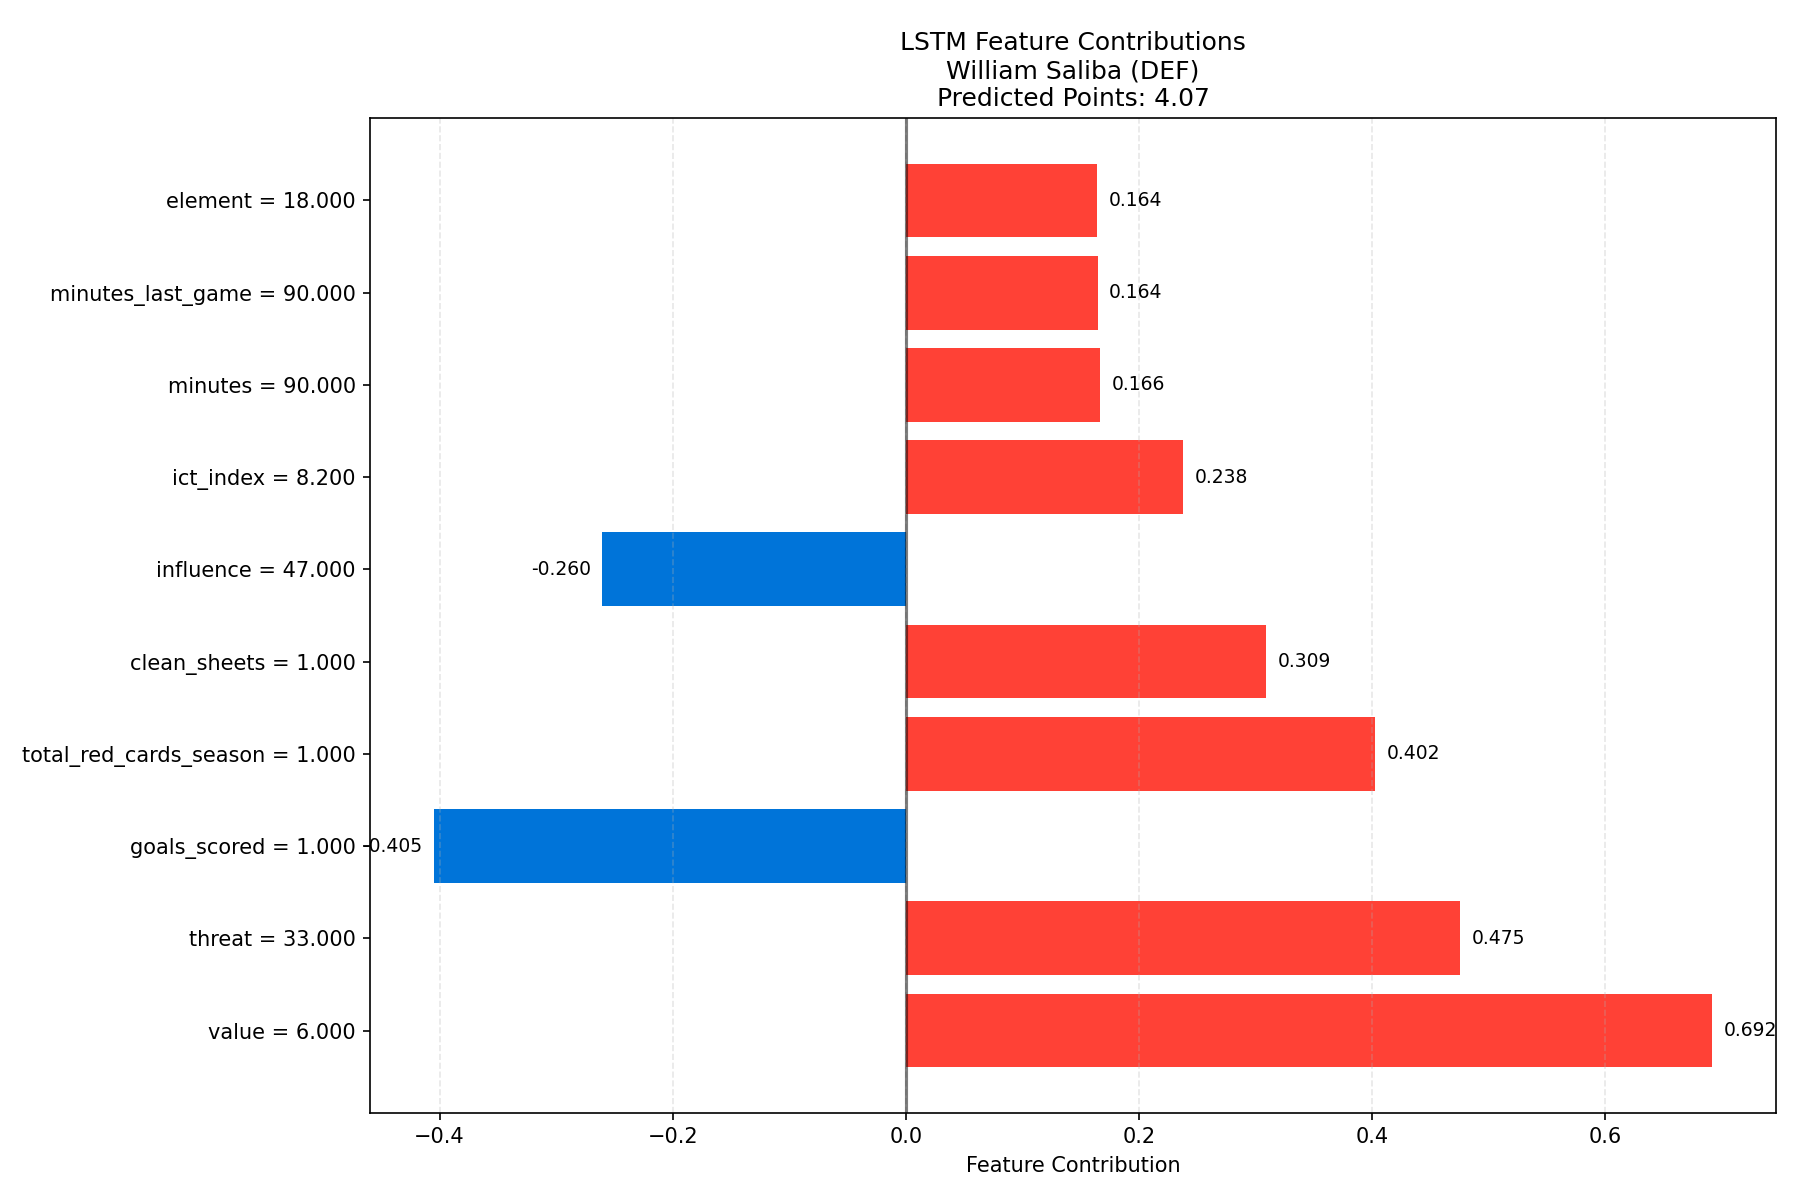 LSTM Feature Contributions
William Saliba (DEF)
Predicted Points: 4.07
element = 18.000
0.164
minutes_last_game = 90.000
0.164
minutes = 90.000
0.166
ict_index = 8.200
0.238
influence = 47.000
-0.260
clean_sheets = 1.000
0.309
total_red_cards_season = 1.000
0.402
goals_scored = 1.000
-0.405
threat = 33.000
0.475
value = 6.000
0.692
−0.4
−0.2
0.0
0.2
0.4
0.6
Feature Contribution